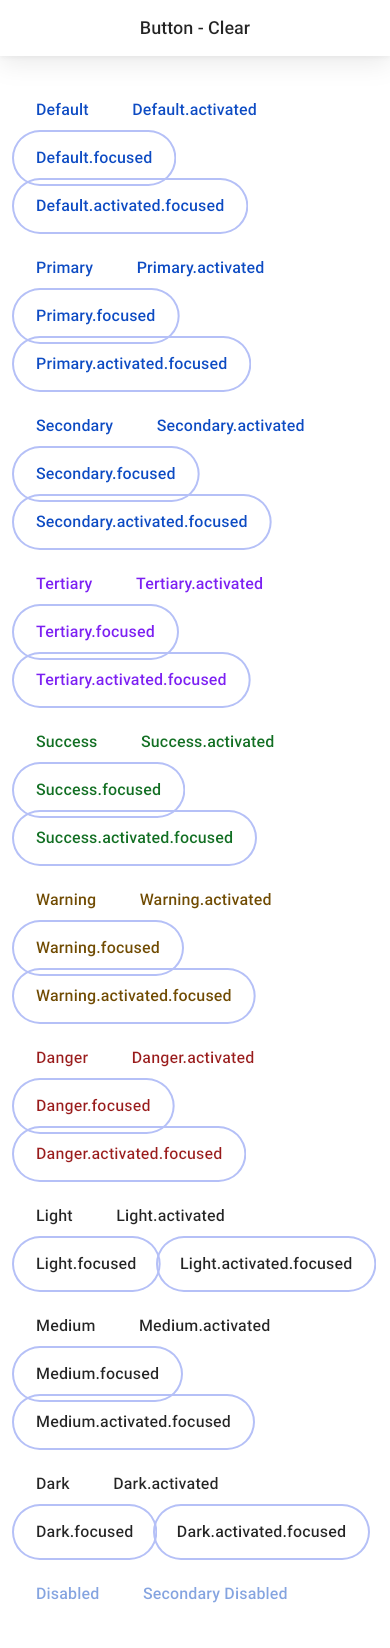 Button - Clear
Default Default.activated
Default.focused
Default.activated.focused
Primary Primary.activated
Primary.focused
Primary.activated.focused
Secondary Secondary.activated
Secondary.focused
Secondary.activated.focused
Tertiary Tertiary.activated
Tertiary.focused
Tertiary.activated.focused
Success Success.activated
Success.focused
Success.activated.focused
Warning Warning.activated
Warning.focused
Warning.activated.focused
Danger Danger.activated
Danger.focused
Danger.activated.focused
Light Light.activated
Light.focused Light.activated.focused
Medium Medium.activated
Medium.focused
Medium.activated.focused
Dark Dark.activated
Dark.focused Dark.activated.focused
Disabled Secondary Disabled